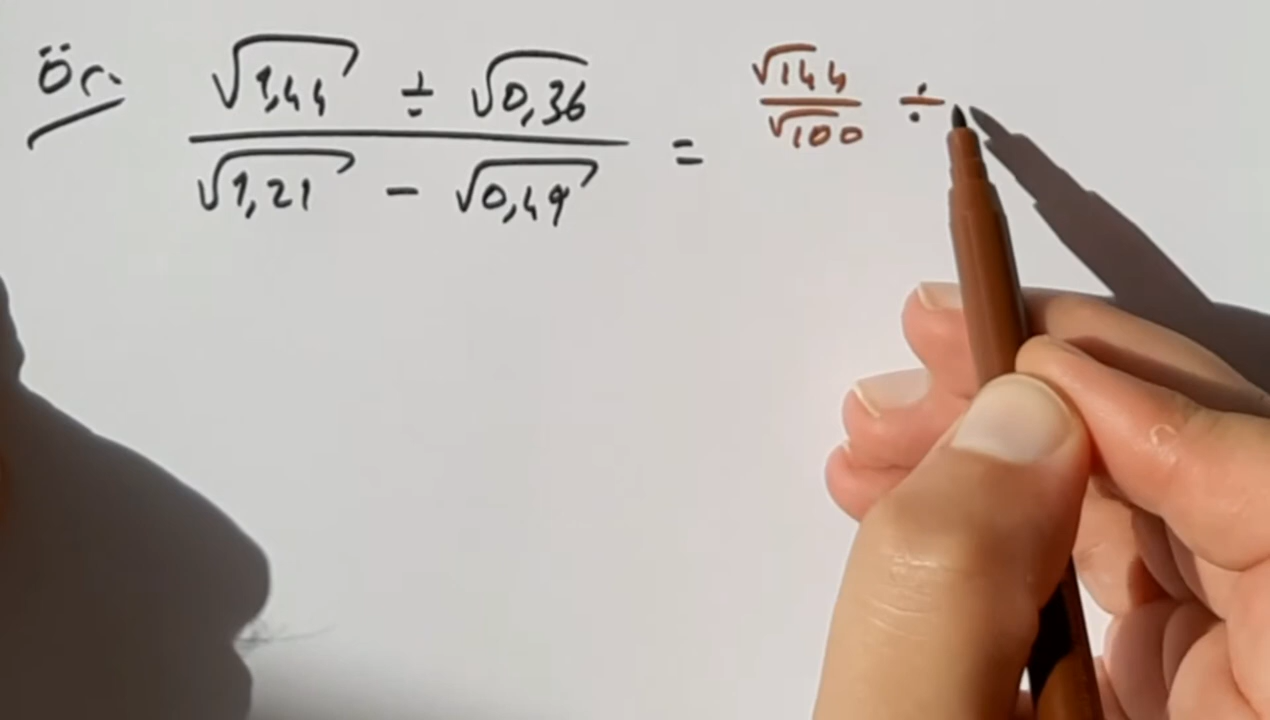 Ör.
√1,44 ÷ √0,36
√1,21 - √0,49
=
√144
√100
÷